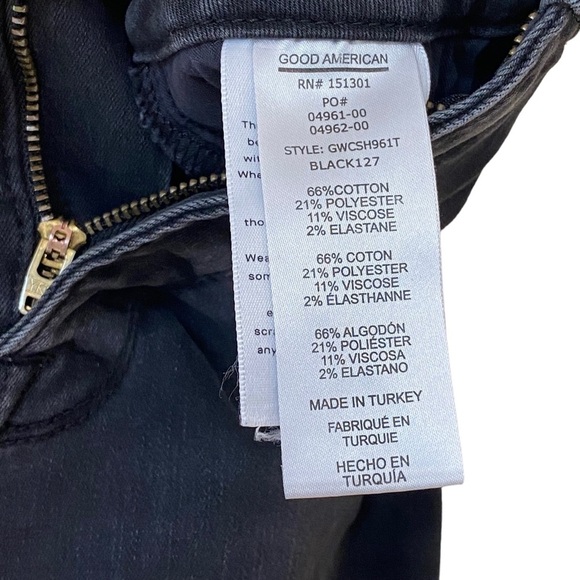 GOOD AMERICAN
RN# 151301
PO#
04961-00
04962-00
STYLE: GWCSH961T
BLACK127
66%COTTON
21% POLYESTER
11% VISCOSE
2% ELASTANE
66% COTON
21% POLYESTER
11% VISCOSE
2% ÉLASTHANNE
66% ALGODÓN
21% POLIÉSTER
11% VISCOSA
2% ELASTANO
MADE IN TURKEY
FABRIQUÉ EN
TURQUIE
HECHO EN
TURQUÍA